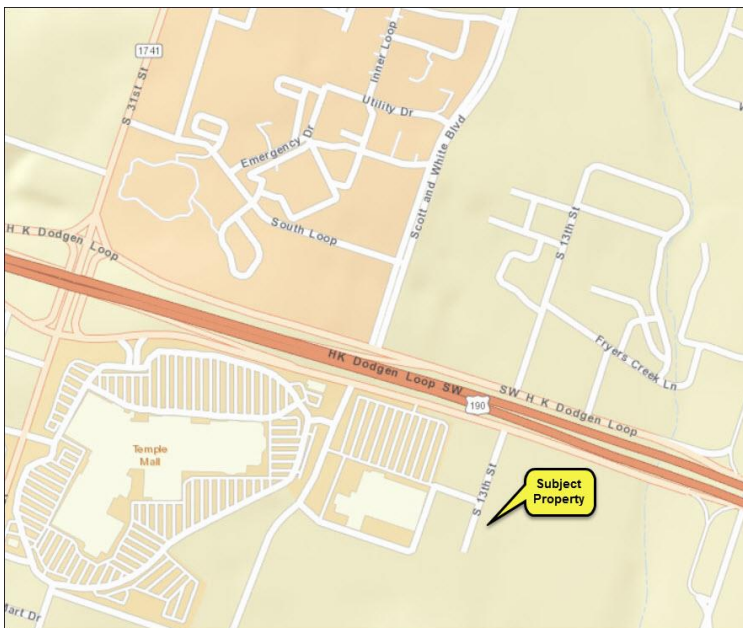 1741
S 31st St
Inner Loop
Utility Dr
Emergency Dr
Scott and White Blvd
South Loop
S 13th St
H K Dodgen Loop
Fryers Creek Ln
HK Dodgen Loop SW
SW H K Dodgen Loop
190
Temple
Mall
S 13th St
Subject
Property
Mart Dr